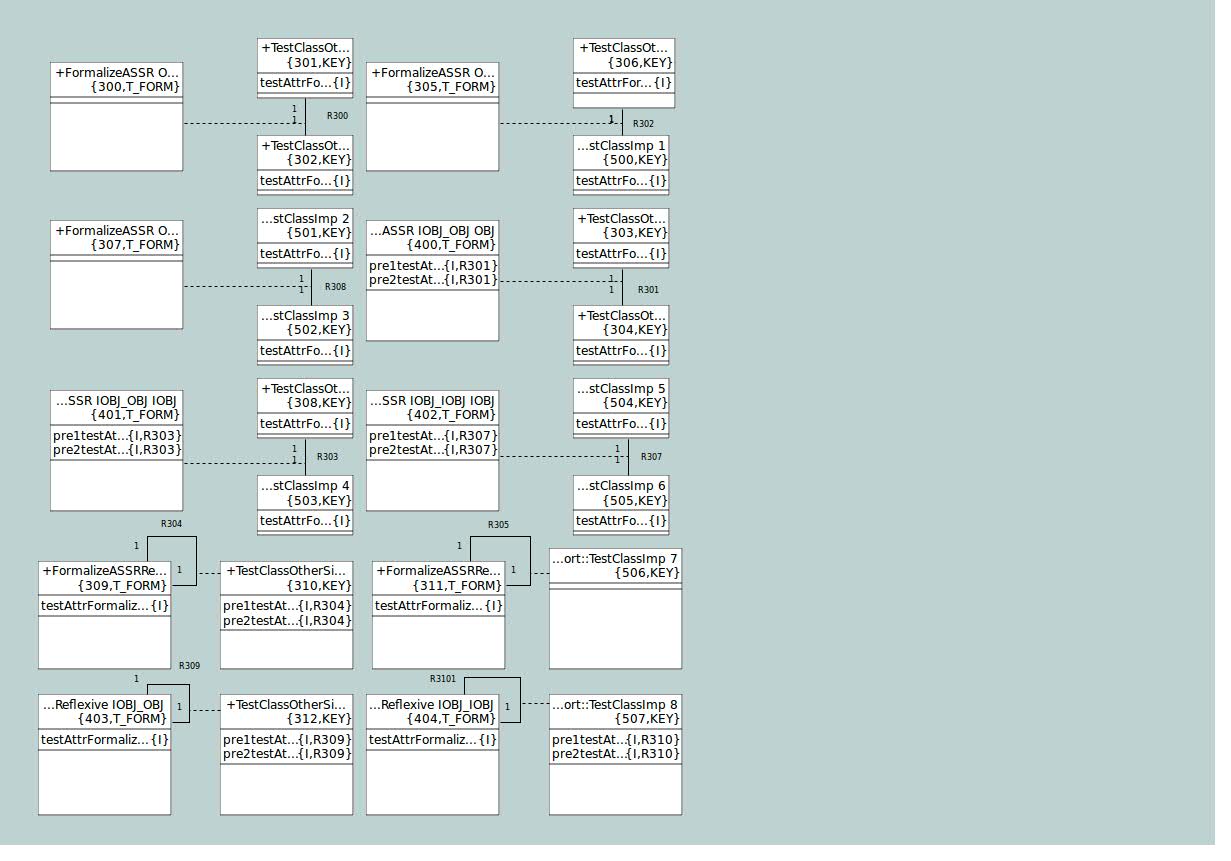 +FormalizeASSR O...
{300,T_FORM}
+TestClassOt...
{301,KEY}
testAttrFo...{I}
1
1
R300
+TestClassOt...
{302,KEY}
testAttrFo...{I}
+FormalizeASSR O...
{305,T_FORM}
+TestClassOt...
{306,KEY}
testAttrFor...{I}
1
R302
...stClassImp 1
{500,KEY}
testAttrFo...{I}
+FormalizeASSR O...
{307,T_FORM}
...stClassImp 2
{501,KEY}
testAttrFo...{I}
1
1
R308
...stClassImp 3
{502,KEY}
testAttrFo...{I}
...ASSR IOBJ_OBJ OBJ
{400,T_FORM}
pre1testAt...{I,R301}
pre2testAt...{I,R301}
+TestClassOt...
{303,KEY}
testAttrFo...{I}
1
1
R301
+TestClassOt...
{304,KEY}
testAttrFo...{I}
...SSR IOBJ_OBJ IOBJ
{401,T_FORM}
pre1testAt...{I,R303}
pre2testAt...{I,R303}
+TestClassOt...
{308,KEY}
testAttrFo...{I}
1
1
R303
...stClassImp 4
{503,KEY}
testAttrFo...{I}
...SSR IOBJ_IOBJ IOBJ
{402,T_FORM}
pre1testAt...{I,R307}
pre2testAt...{I,R307}
...stClassImp 5
{504,KEY}
testAttrFo...{I}
1
1
R307
...stClassImp 6
{505,KEY}
testAttrFo...{I}
R304
1
1
+FormalizeASSRRe...
{309,T_FORM}
testAttrFormaliz...{I}
+TestClassOtherSi...
{310,KEY}
pre1testAt...{I,R304}
pre2testAt...{I,R304}
R305
1
1
+FormalizeASSRRe...
{311,T_FORM}
testAttrFormaliz...{I}
...ort::TestClassImp 7
{506,KEY}
R309
1
1
...Reflexive IOBJ_OBJ
{403,T_FORM}
testAttrFormaliz...{I}
+TestClassOtherSi...
{312,KEY}
pre1testAt...{I,R309}
pre2testAt...{I,R309}
R3101
1
...Reflexive IOBJ_IOBJ
{404,T_FORM}
testAttrFormaliz...{I}
...ort::TestClassImp 8
{507,KEY}
pre1testAt...{I,R310}
pre2testAt...{I,R310}